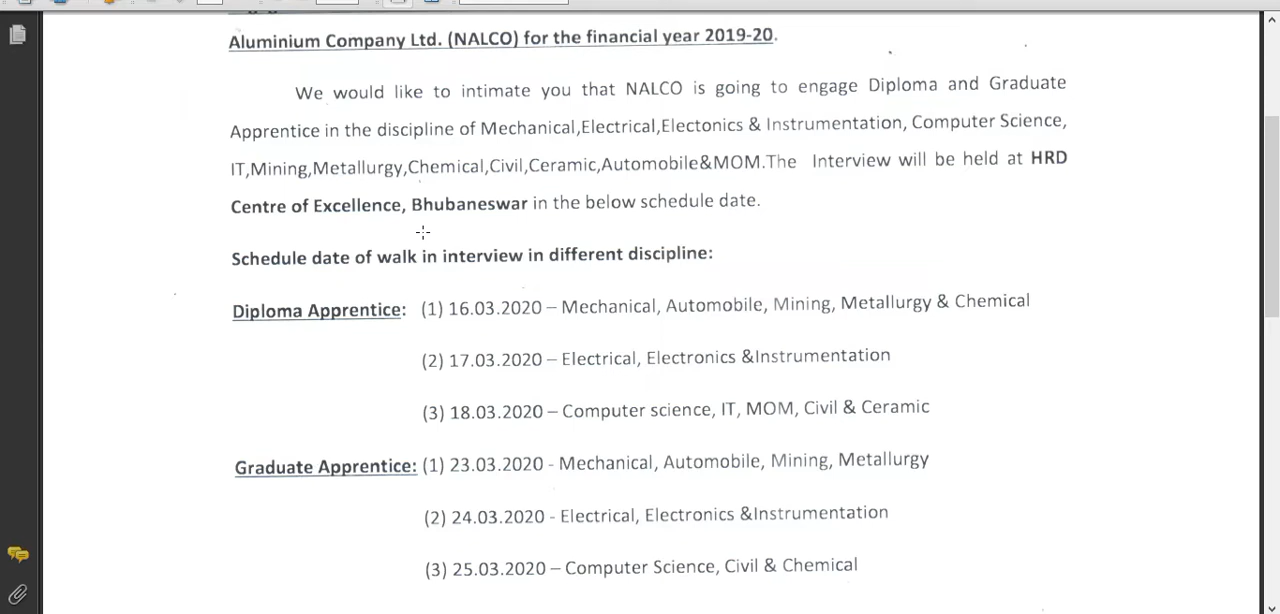 Aluminium Company Ltd. (NALCO) for the financial year 2019-20.
We would like to intimate you that NALCO is going to engage Diploma and Graduate
Apprentice in the discipline of Mechanical,Electrical,Electonics & Instrumentation, Computer Science,
IT,Mining,Metallurgy,Chemical,Civil,Ceramic,Automobile&MOM.The Interview will be held at HRD
Centre of Excellence, Bhubaneswar in the below schedule date.
Schedule date of walk in interview in different discipline:
Diploma Apprentice: (1) 16.03.2020 – Mechanical, Automobile, Mining, Metallurgy & Chemical
(2) 17.03.2020 – Electrical, Electronics &Instrumentation
(3) 18.03.2020 – Computer science, IT, MOM, Civil & Ceramic
Graduate Apprentice: (1) 23.03.2020 - Mechanical, Automobile, Mining, Metallurgy
(2) 24.03.2020 - Electrical, Electronics &Instrumentation
(3) 25.03.2020 – Computer Science, Civil & Chemical